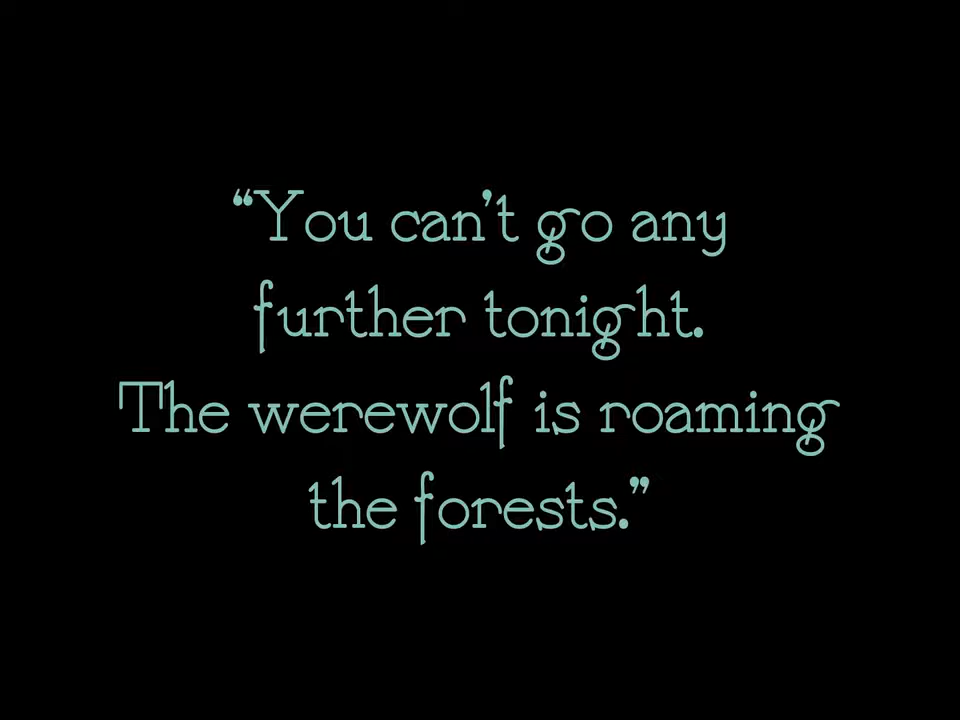 “You can’t go any
further tonight.
The werewolf is roaming
the forests.”